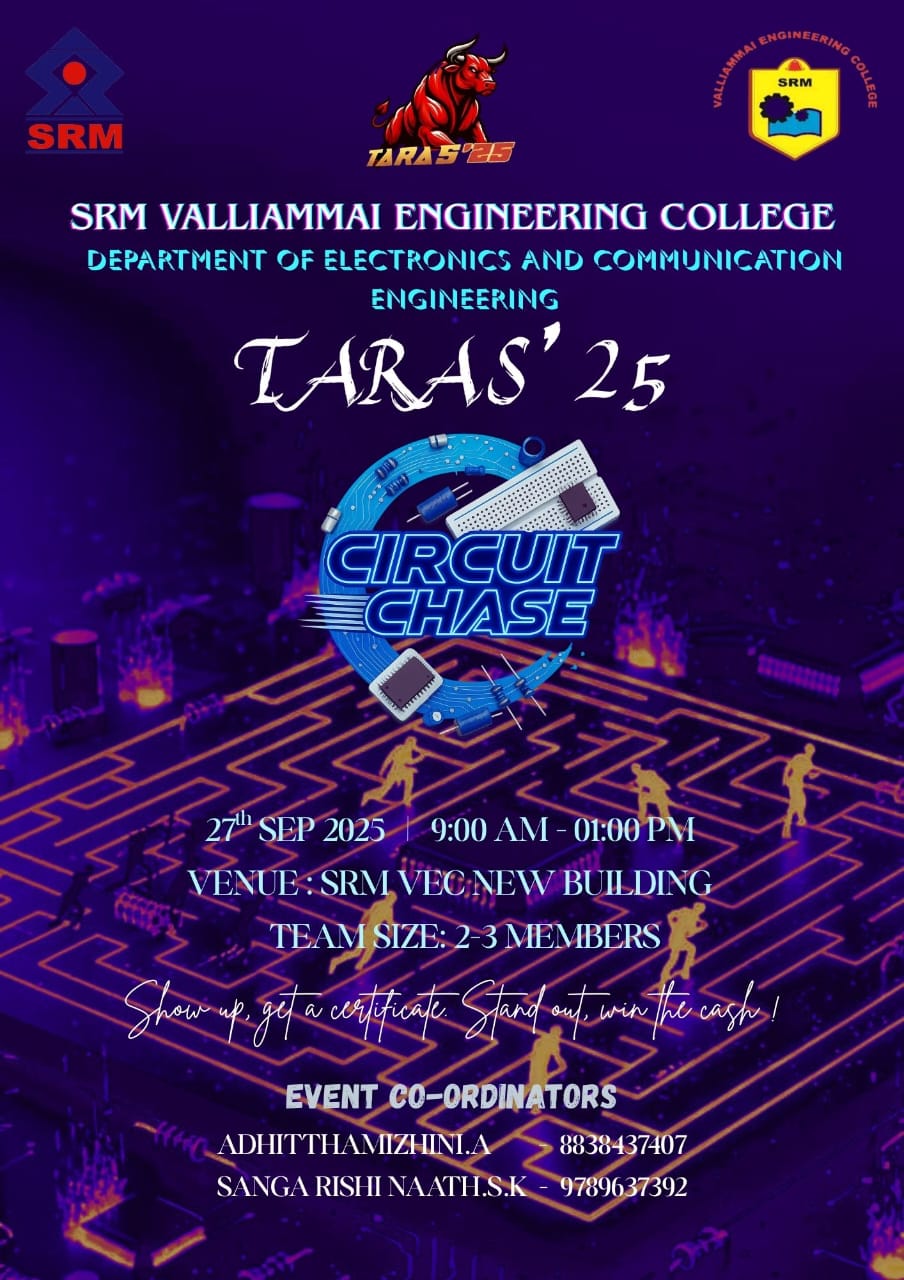 SRM
TARAS'25
VALLIAMMAI ENGINEERING COLLEGE
SRM
SRM VALLIAMMAI ENGINEERING COLLEGE
DEPARTMENT OF ELECTRONICS AND COMMUNICATION
ENGINEERING
TARAS' 25
CIRCUIT
CHASE
27th SEP 2025 | 9:00 AM - 01:00 PM
VENUE : SRM VEC NEW BUILDING
TEAM SIZE: 2-3 MEMBERS
Show up, get a certificate. Stand out, win the cash !
EVENT CO-ORDINATORS
ADHITTHAMIZHINI.A - 8838437407
SANGA RISHI NAATH.S.K - 9789637392